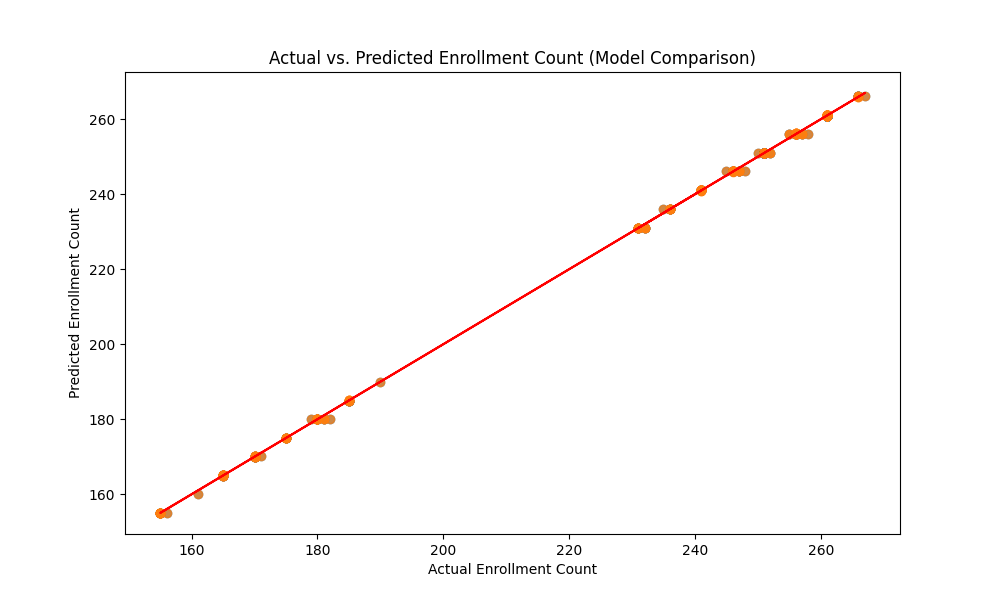 Actual vs. Predicted Enrollment Count (Model Comparison)
Predicted Enrollment Count
260
240
220
200
180
160
160 180 200 220 240 260
Actual Enrollment Count